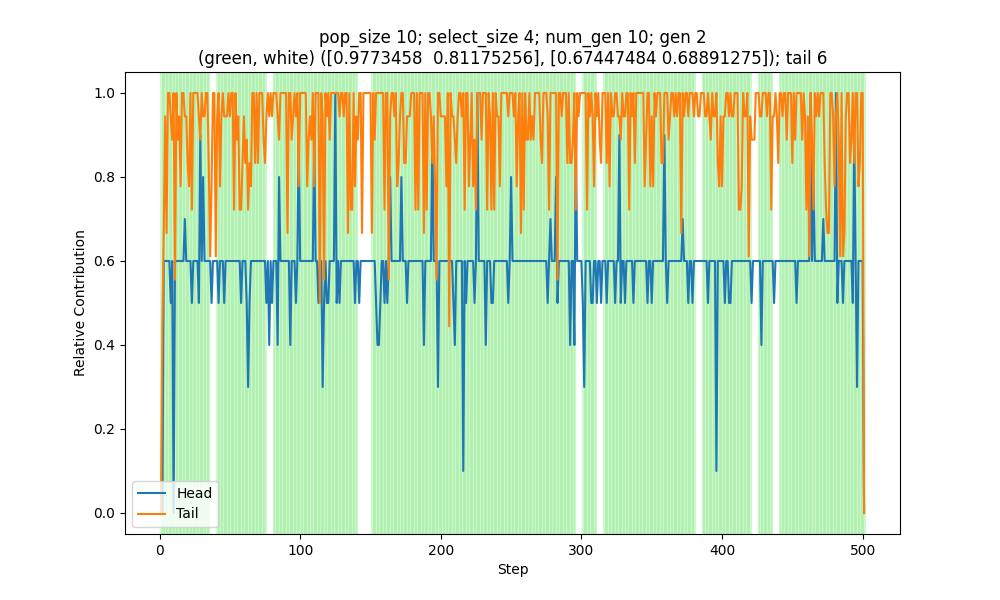 pop_size 10; select_size 4; num_gen 10; gen 2
(green, white) ([0.9773458  0.81175256], [0.67447484 0.68891275]); tail 6
Relative Contribution
1.0
0.8
0.6
0.4
0.2
0.0
Head
Tail
0 100 200 300 400 500
Step